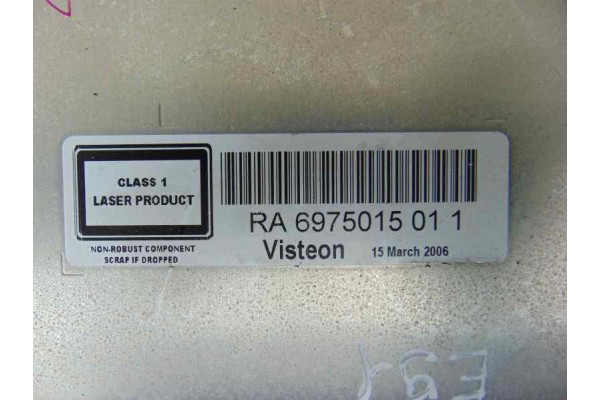 CLASS 1
LASER PRODUCT
NON-ROBUST COMPONENT
SCRAP IF DROPPED
RA 6975015 01 1
Visteon 15 March 2006